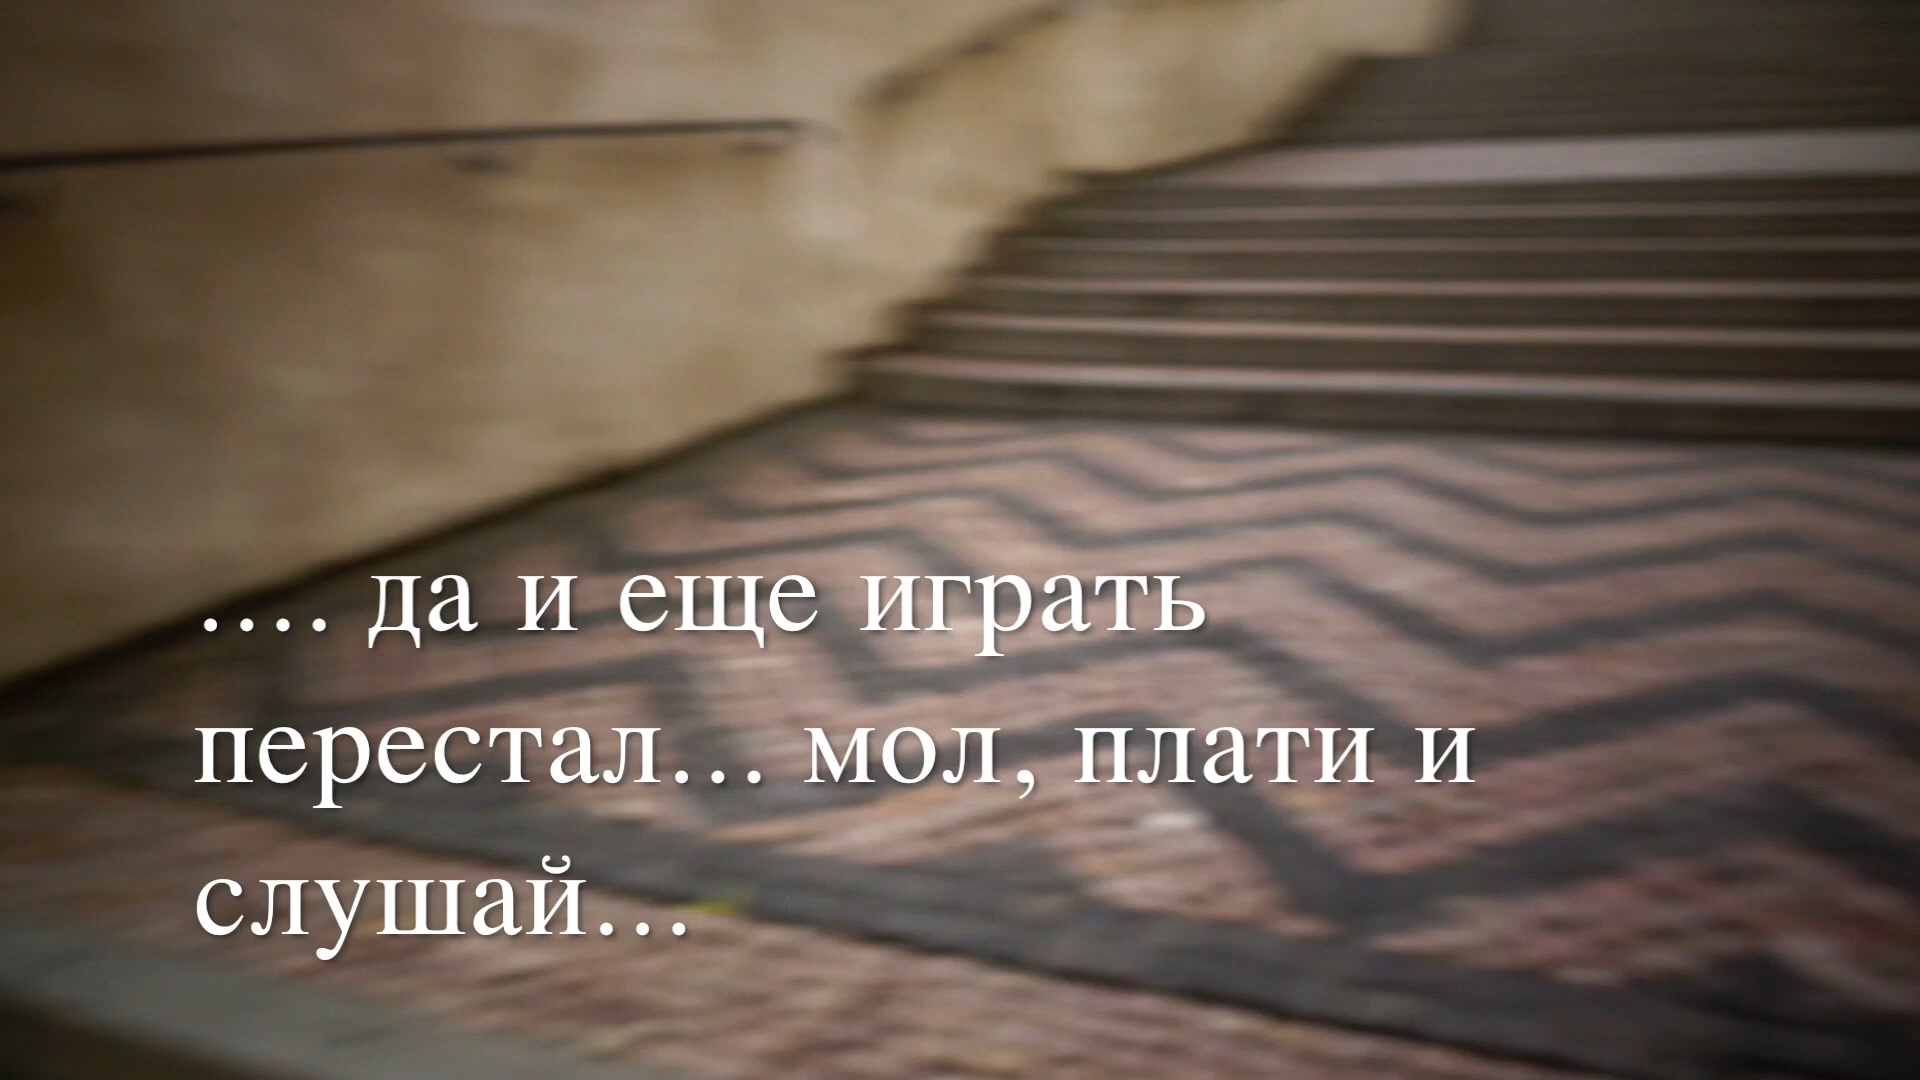 .... да и еще играть
перестал... мол, плати и
слушай...